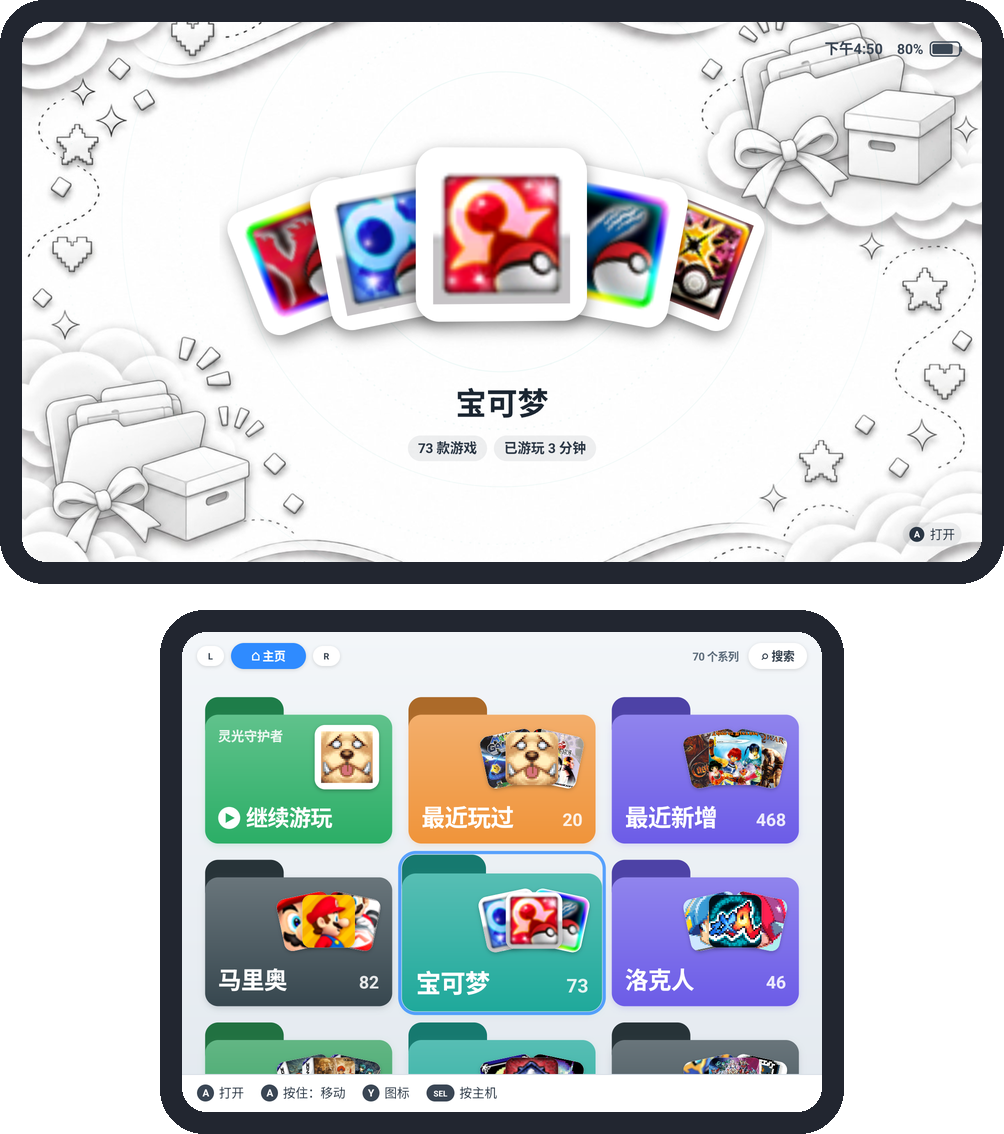 下午4:50 80%
宝可梦
73 款游戏 已游玩 3 分钟
A 打开
L 主页 R 70 个系列 搜索
灵光守护者
继续游玩
最近玩过 20
最近新增 468
马里奥 82
宝可梦 73
洛克人 46
A 打开 A 按住：移动 Y 图标 SEL 按主机